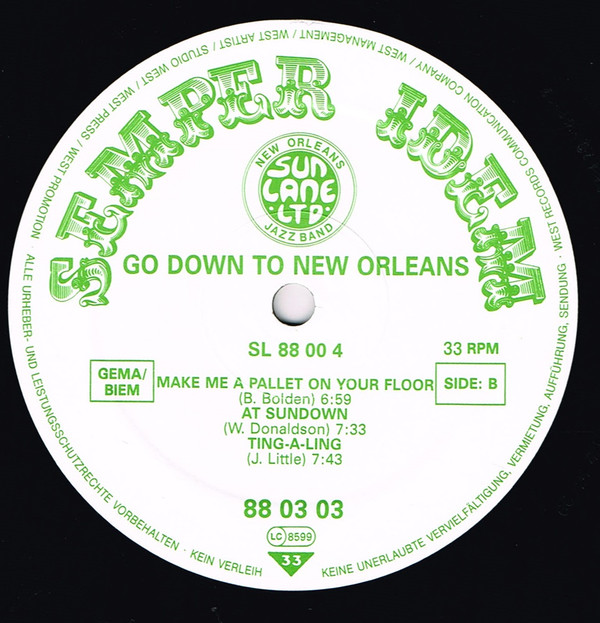 SEMPER IDEM
NEW ORLEANS
SUN
LANE
·LTD·
JAZZ BAND
GO DOWN TO NEW ORLEANS
SL 88 00 4
33 RPM
GEMA/
BIEM
SIDE: B
MAKE ME A PALLET ON YOUR FLOOR
(B. Bolden) 6:59
AT SUNDOWN
(W. Donaldson) 7:33
TING-A-LING
(J. Little) 7:43
88 03 03
LC 8599
33
ALLE URHEBER- UND LEISTUNGSSCHUTZRECHTE VORBEHALTEN · KEIN VERLEIH · KEINE UNERLAUBTE VERVIELFÄLTIGUNG, VERMIETUNG, AUFFÜHRUNG, SENDUNG · WEST RECORDS COMMUNICATION COMPANY / WEST MANAGEMENT / WEST ARTIST / STUDIO WEST / WEST PRESS / WEST PROMOTION ·